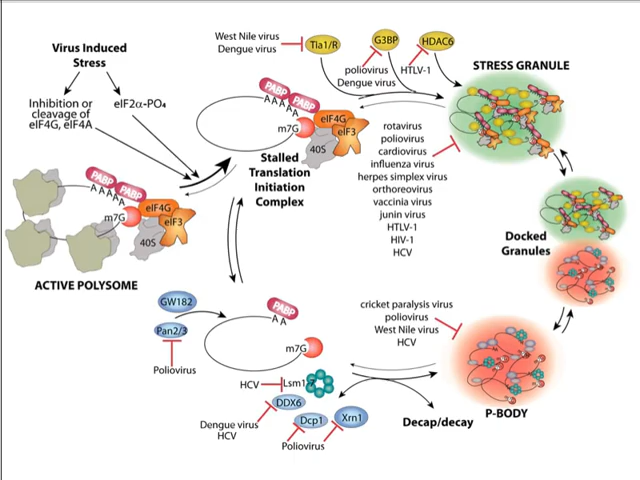 Virus Induced
Stress
Inhibition or
cleavage of
eIF4G, eIF4A
eIF2α-PO₄
West Nile virus
Dengue virus
Tia1/R
G3BP
HDAC6
poliovirus
Dengue virus
HTLV-1
STRESS GRANULE
PABP
PABP
AAAAA
m7G
eIF4G
eIF3
40S
Stalled
Translation
Initiation
Complex
rotavirus
poliovirus
cardiovirus
influenza virus
herpes simplex virus
orthoreovirus
vaccinia virus
junin virus
HTLV-1
HIV-1
HCV
PABP
PABP
AAAAA
m7G
eIF4G
eIF3
40S
ACTIVE POLYSOME
Docked
Granules
GW182
Pan2/3
Poliovirus
PABP
AA
m7G
HCV
Lsm1-7
DDX6
Dengue virus
HCV
Dcp1
Xrn1
Poliovirus
cricket paralysis virus
poliovirus
West Nile virus
HCV
Decap/decay
P-BODY